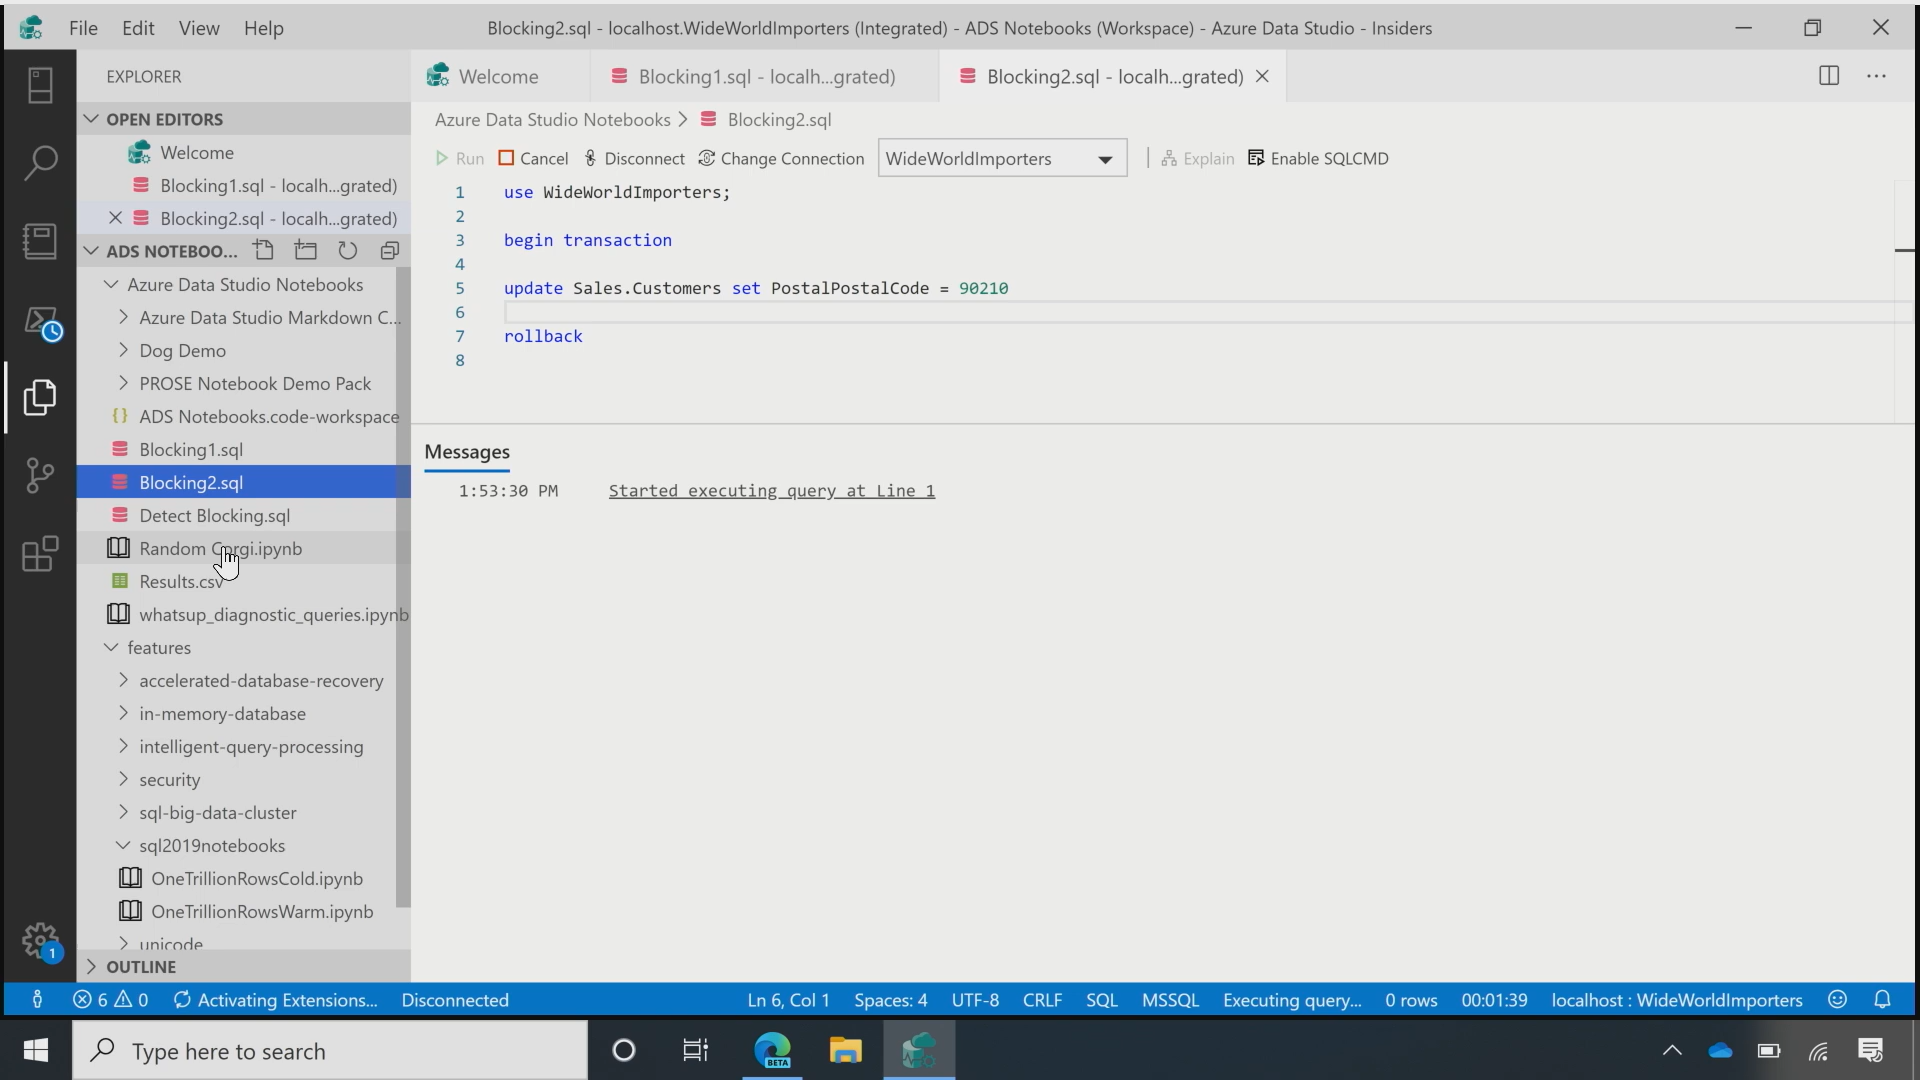 File Edit View Help
Blocking2.sql - localhost.WideWorldImporters (Integrated) - ADS Notebooks (Workspace) - Azure Data Studio - Insiders
EXPLORER
OPEN EDITORS
Welcome
Blocking1.sql - localh...grated)
Blocking2.sql - localh...grated)
ADS NOTEBOO...
Azure Data Studio Notebooks
Azure Data Studio Markdown C...
Dog Demo
PROSE Notebook Demo Pack
ADS Notebooks.code-workspace
Blocking1.sql
Blocking2.sql
Detect Blocking.sql
Random Corgi.ipynb
Results.csv
whatsup_diagnostic_queries.ipynb
features
accelerated-database-recovery
in-memory-database
intelligent-query-processing
security
sql-big-data-cluster
sql2019notebooks
OneTrillionRowsCold.ipynb
OneTrillionRowsWarm.ipynb
unicode
OUTLINE
Welcome
Blocking1.sql - localh...grated)
Blocking2.sql - localh...grated)
Azure Data Studio Notebooks > Blocking2.sql
Run Cancel Disconnect Change Connection WideWorldImporters Explain Enable SQLCMD
1 use WideWorldImporters;
2
3 begin transaction
4
5 update Sales.Customers set PostalPostalCode = 90210
6
7 rollback
8
Messages
1:53:30 PM Started executing query at Line 1
1
6 0 Activating Extensions... Disconnected Ln 6, Col 1 Spaces: 4 UTF-8 CRLF SQL MSSQL Executing query... 0 rows 00:01:39 localhost : WideWorldImporters
Type here to search
BETA